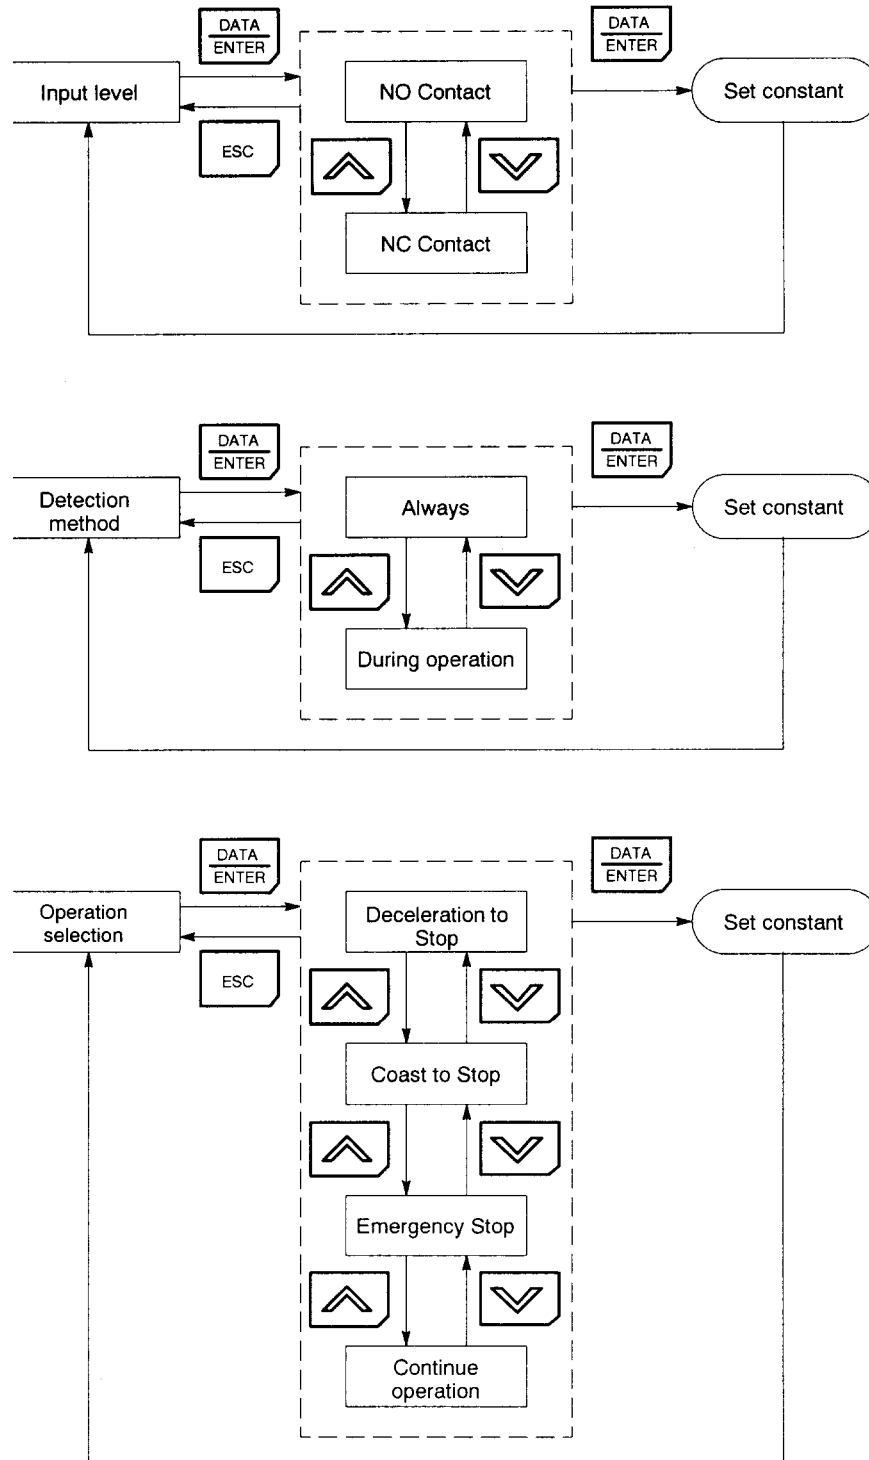 DATA
ENTER
DATA
ENTER
Input level
NO Contact
Set constant
ESC
NC Contact
DATA
ENTER
DATA
ENTER
Detection
method
Always
Set constant
ESC
During operation
DATA
ENTER
DATA
ENTER
Operation
selection
Deceleration to
Stop
Set constant
ESC
Coast to Stop
Emergency Stop
Continue
operation